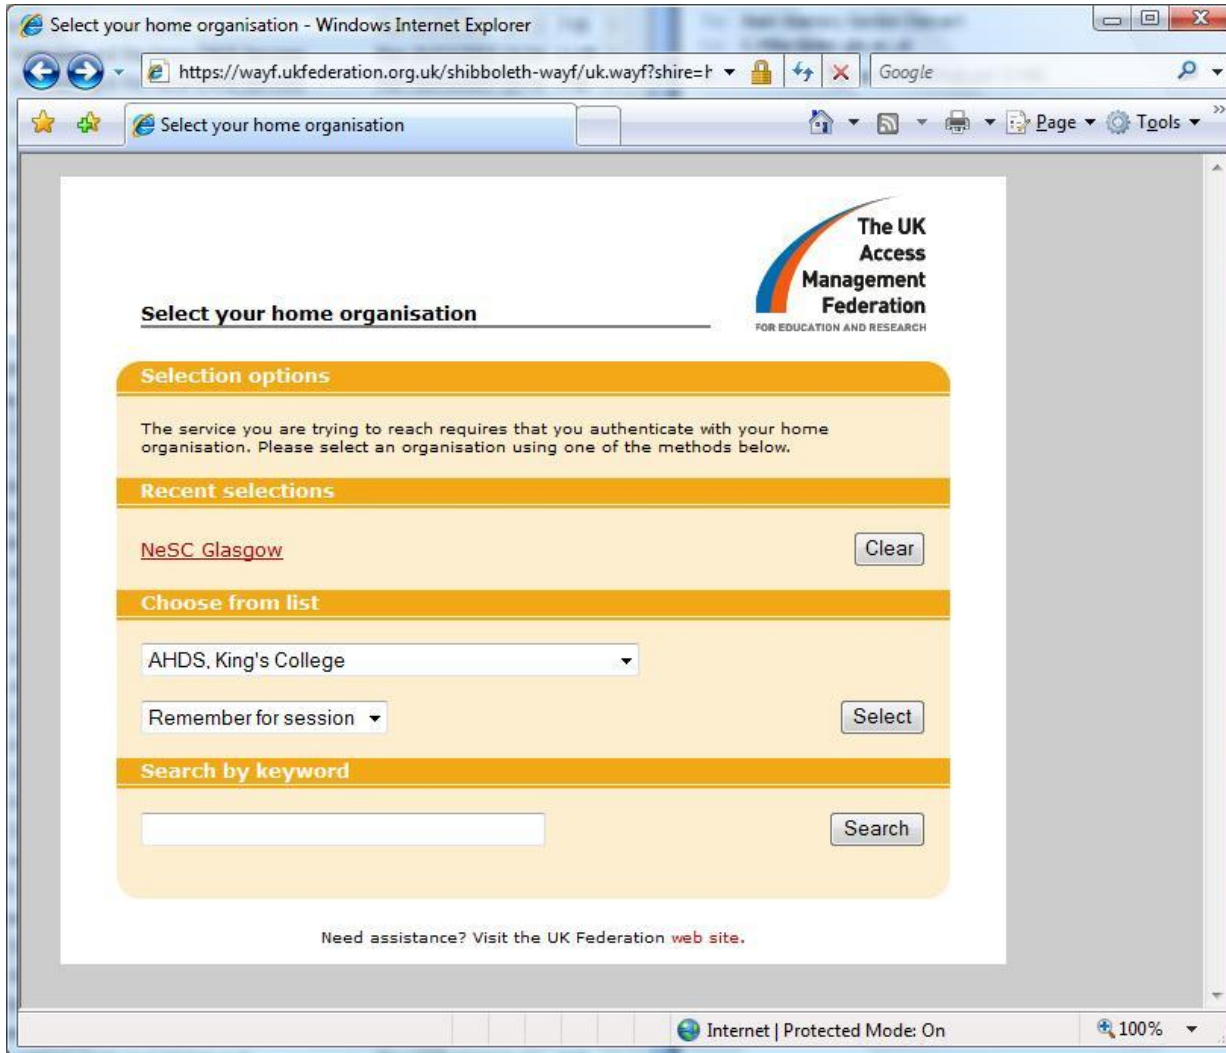 Select your home organisation - Windows Internet Explorer
https://wayf.ukfederation.org.uk/shibboleth-wayf/uk.wayf?shire=h
Google
Select your home organisation
Page
Tools
The UK
Access
Management
Federation
FOR EDUCATION AND RESEARCH
Select your home organisation
Selection options
The service you are trying to reach requires that you authenticate with your home
organisation. Please select an organisation using one of the methods below.
Recent selections
NeSC Glasgow
Clear
Choose from list
AHDS, King's College
Remember for session
Select
Search by keyword
Search
Need assistance? Visit the UK Federation web site.
Internet | Protected Mode: On
100%